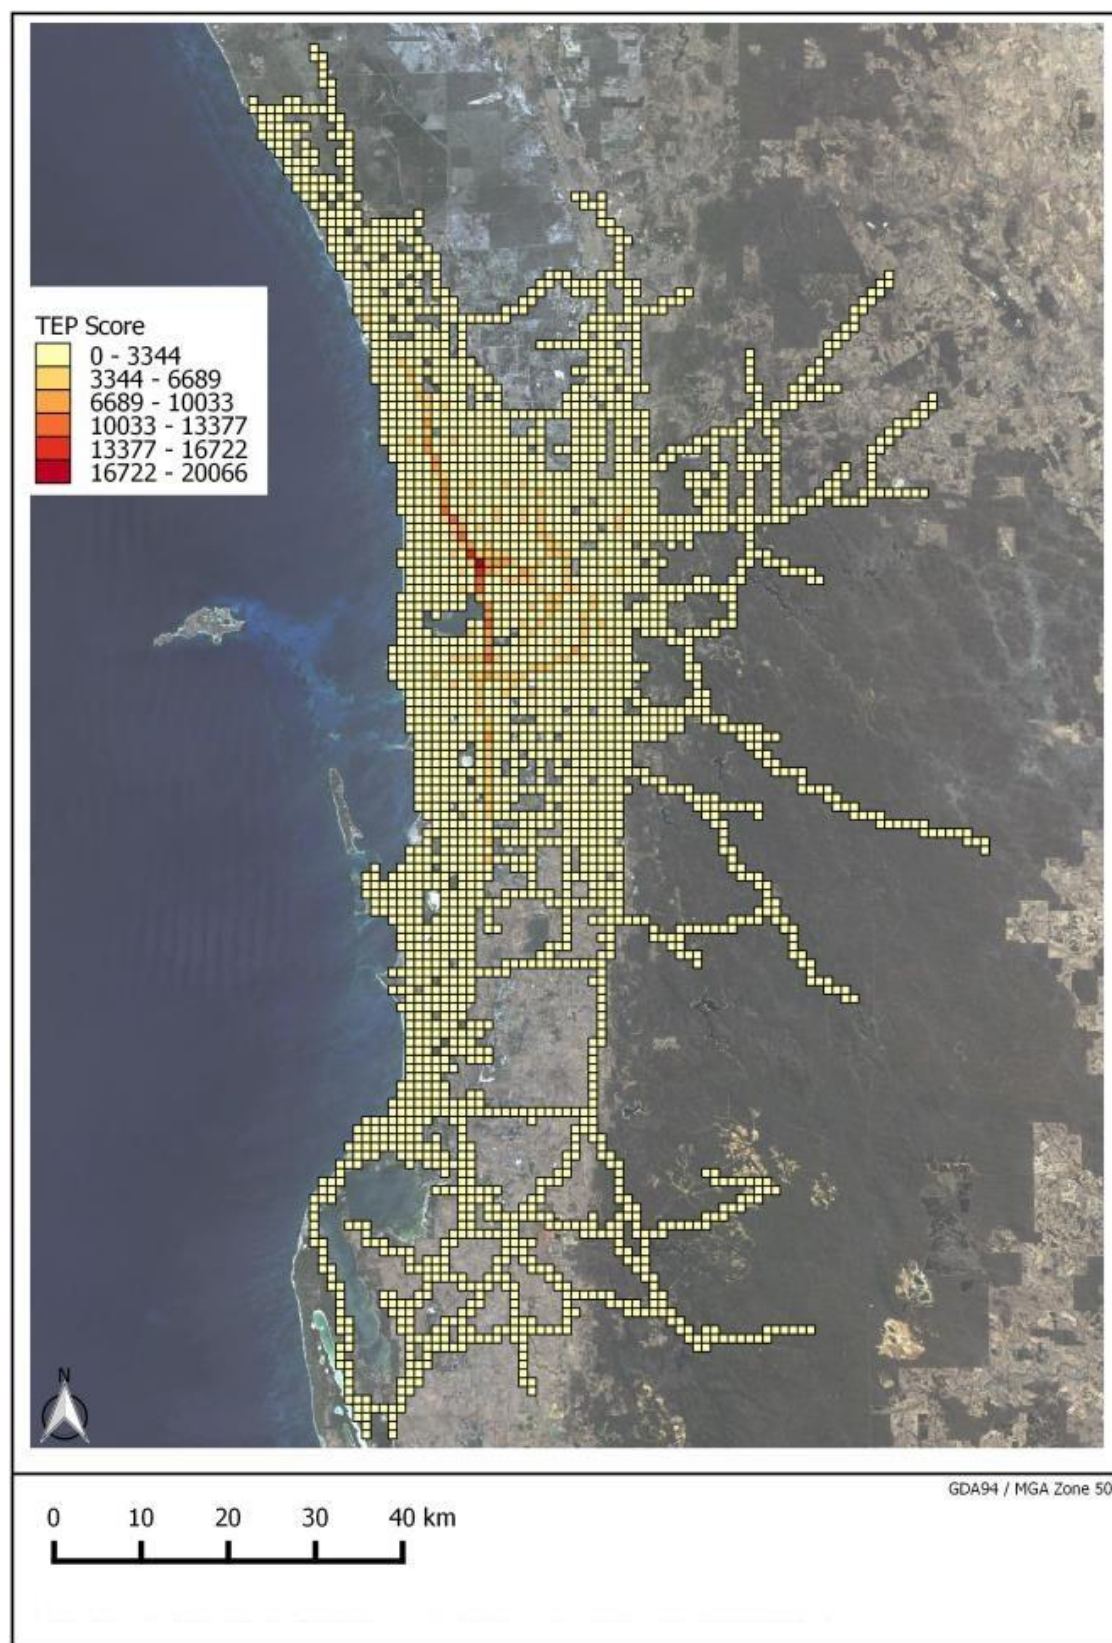 TEP Score
0 - 3344
3344 - 6689
6689 - 10033
10033 - 13377
13377 - 16722
16722 - 20066
N
GDA94 / MGA Zone 50
0 10 20 30 40 km